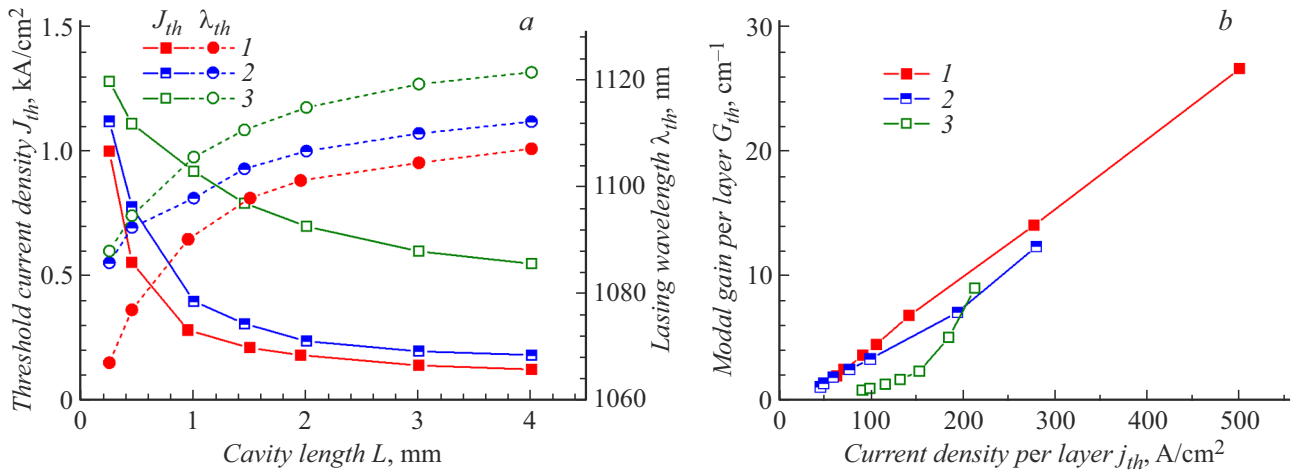 a
J_th λ_th
1
2
3
Threshold current density J_th, kA/cm²
1.5
1.0
0.5
0
0 1 2 3 4
Cavity length L, mm
1120
1100
1080
1060
Lasing wavelength λ_th, nm
b
1
2
3
Modal gain per layer G_th, cm⁻¹
30
20
10
0
0 100 200 300 400 500
Current density per layer j_th, A/cm²